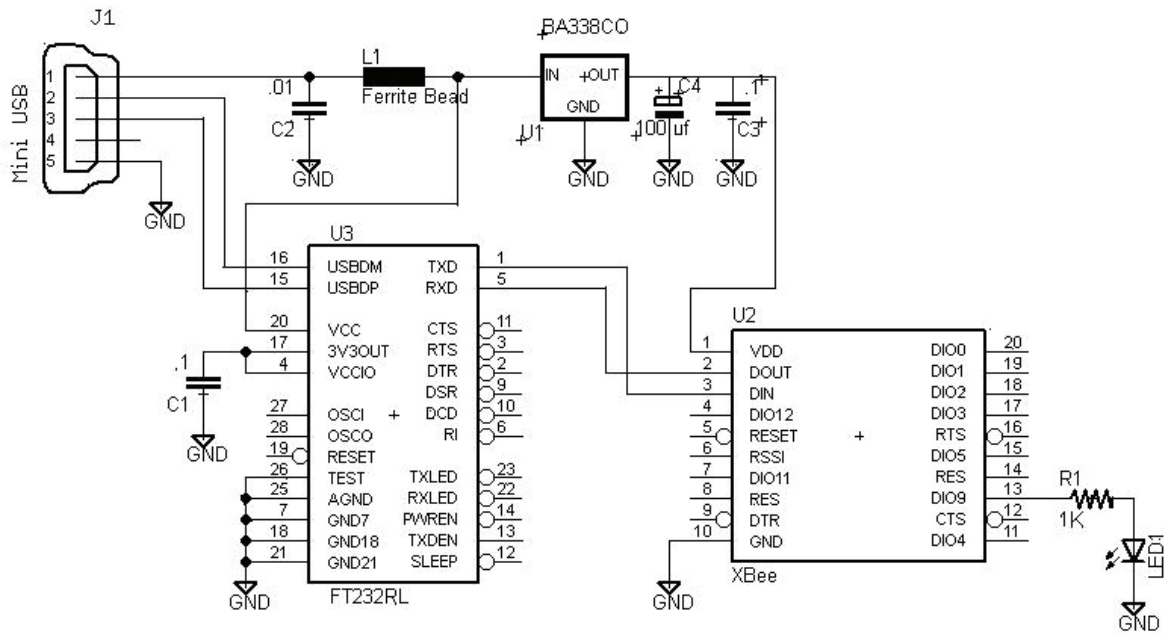 J1
Mini USB
1
2
3
4
5
GND
.01
C2
GND
L1
Ferrite Bead
BA338CO
IN
OUT
GND
U1
GND
C4
100 uf
GND
.1
C3
GND
U3
16 USBDM TXD 1
15 USBDP RXD 5
20 VCC CTS 11
17 3V3OUT RTS 3
4 VCCIO DTR 2
DSR 9
27 OSCI DCD 10
28 OSCO RI 6
19 RESET
26 TEST TXLED 23
25 AGND RXLED 22
7 GND7 PWREN 14
18 GND18 TXDEN 13
21 GND21 SLEEP 12
FT232RL
.1
C1
GND
GND
U2
1 VDD DIO0 20
2 DOUT DIO1 19
3 DIN DIO2 18
4 DIO12 DIO3 17
5 RESET RTS 16
6 RSSI DIO5 15
7 DIO11 RES 14
8 RES DIO9 13
9 DTR CTS 12
10 GND DIO4 11
XBee
GND
R1
1K
LED1
GND